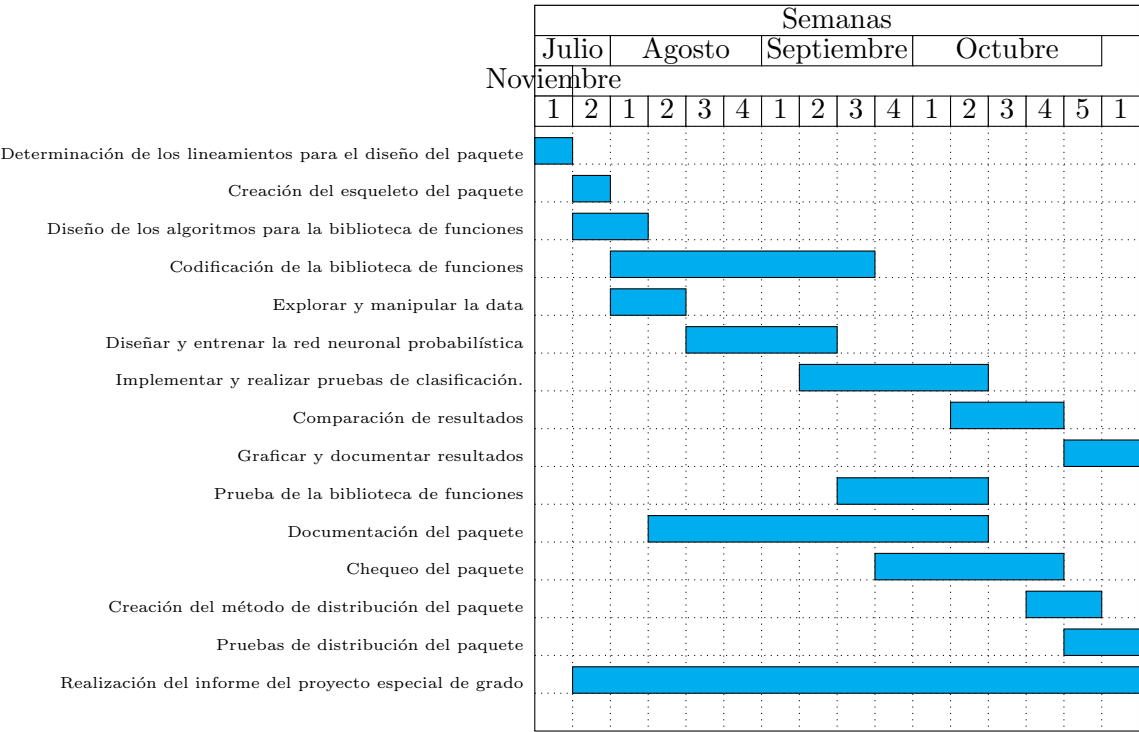 Semanas
Julio Agosto Septiembre Octubre
Noviembre
1 2 1 2 3 4 1 2 3 4 1 2 3 4 5 1
Determinación de los lineamientos para el diseño del paquete
Creación del esqueleto del paquete
Diseño de los algoritmos para la biblioteca de funciones
Codificación de la biblioteca de funciones
Explorar y manipular la data
Diseñar y entrenar la red neuronal probabilística
Implementar y realizar pruebas de clasificación.
Comparación de resultados
Graficar y documentar resultados
Prueba de la biblioteca de funciones
Documentación del paquete
Chequeo del paquete
Creación del método de distribución del paquete
Pruebas de distribución del paquete
Realización del informe del proyecto especial de grado